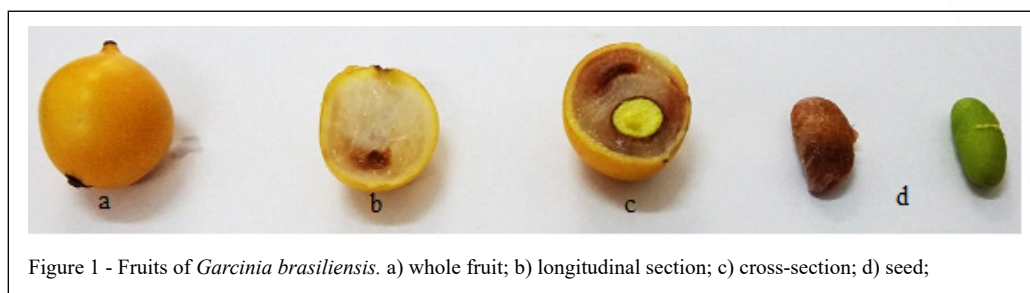 a
b
c
d
Figure 1 - Fruits of Garcinia brasiliensis. a) whole fruit; b) longitudinal section; c) cross-section; d) seed;